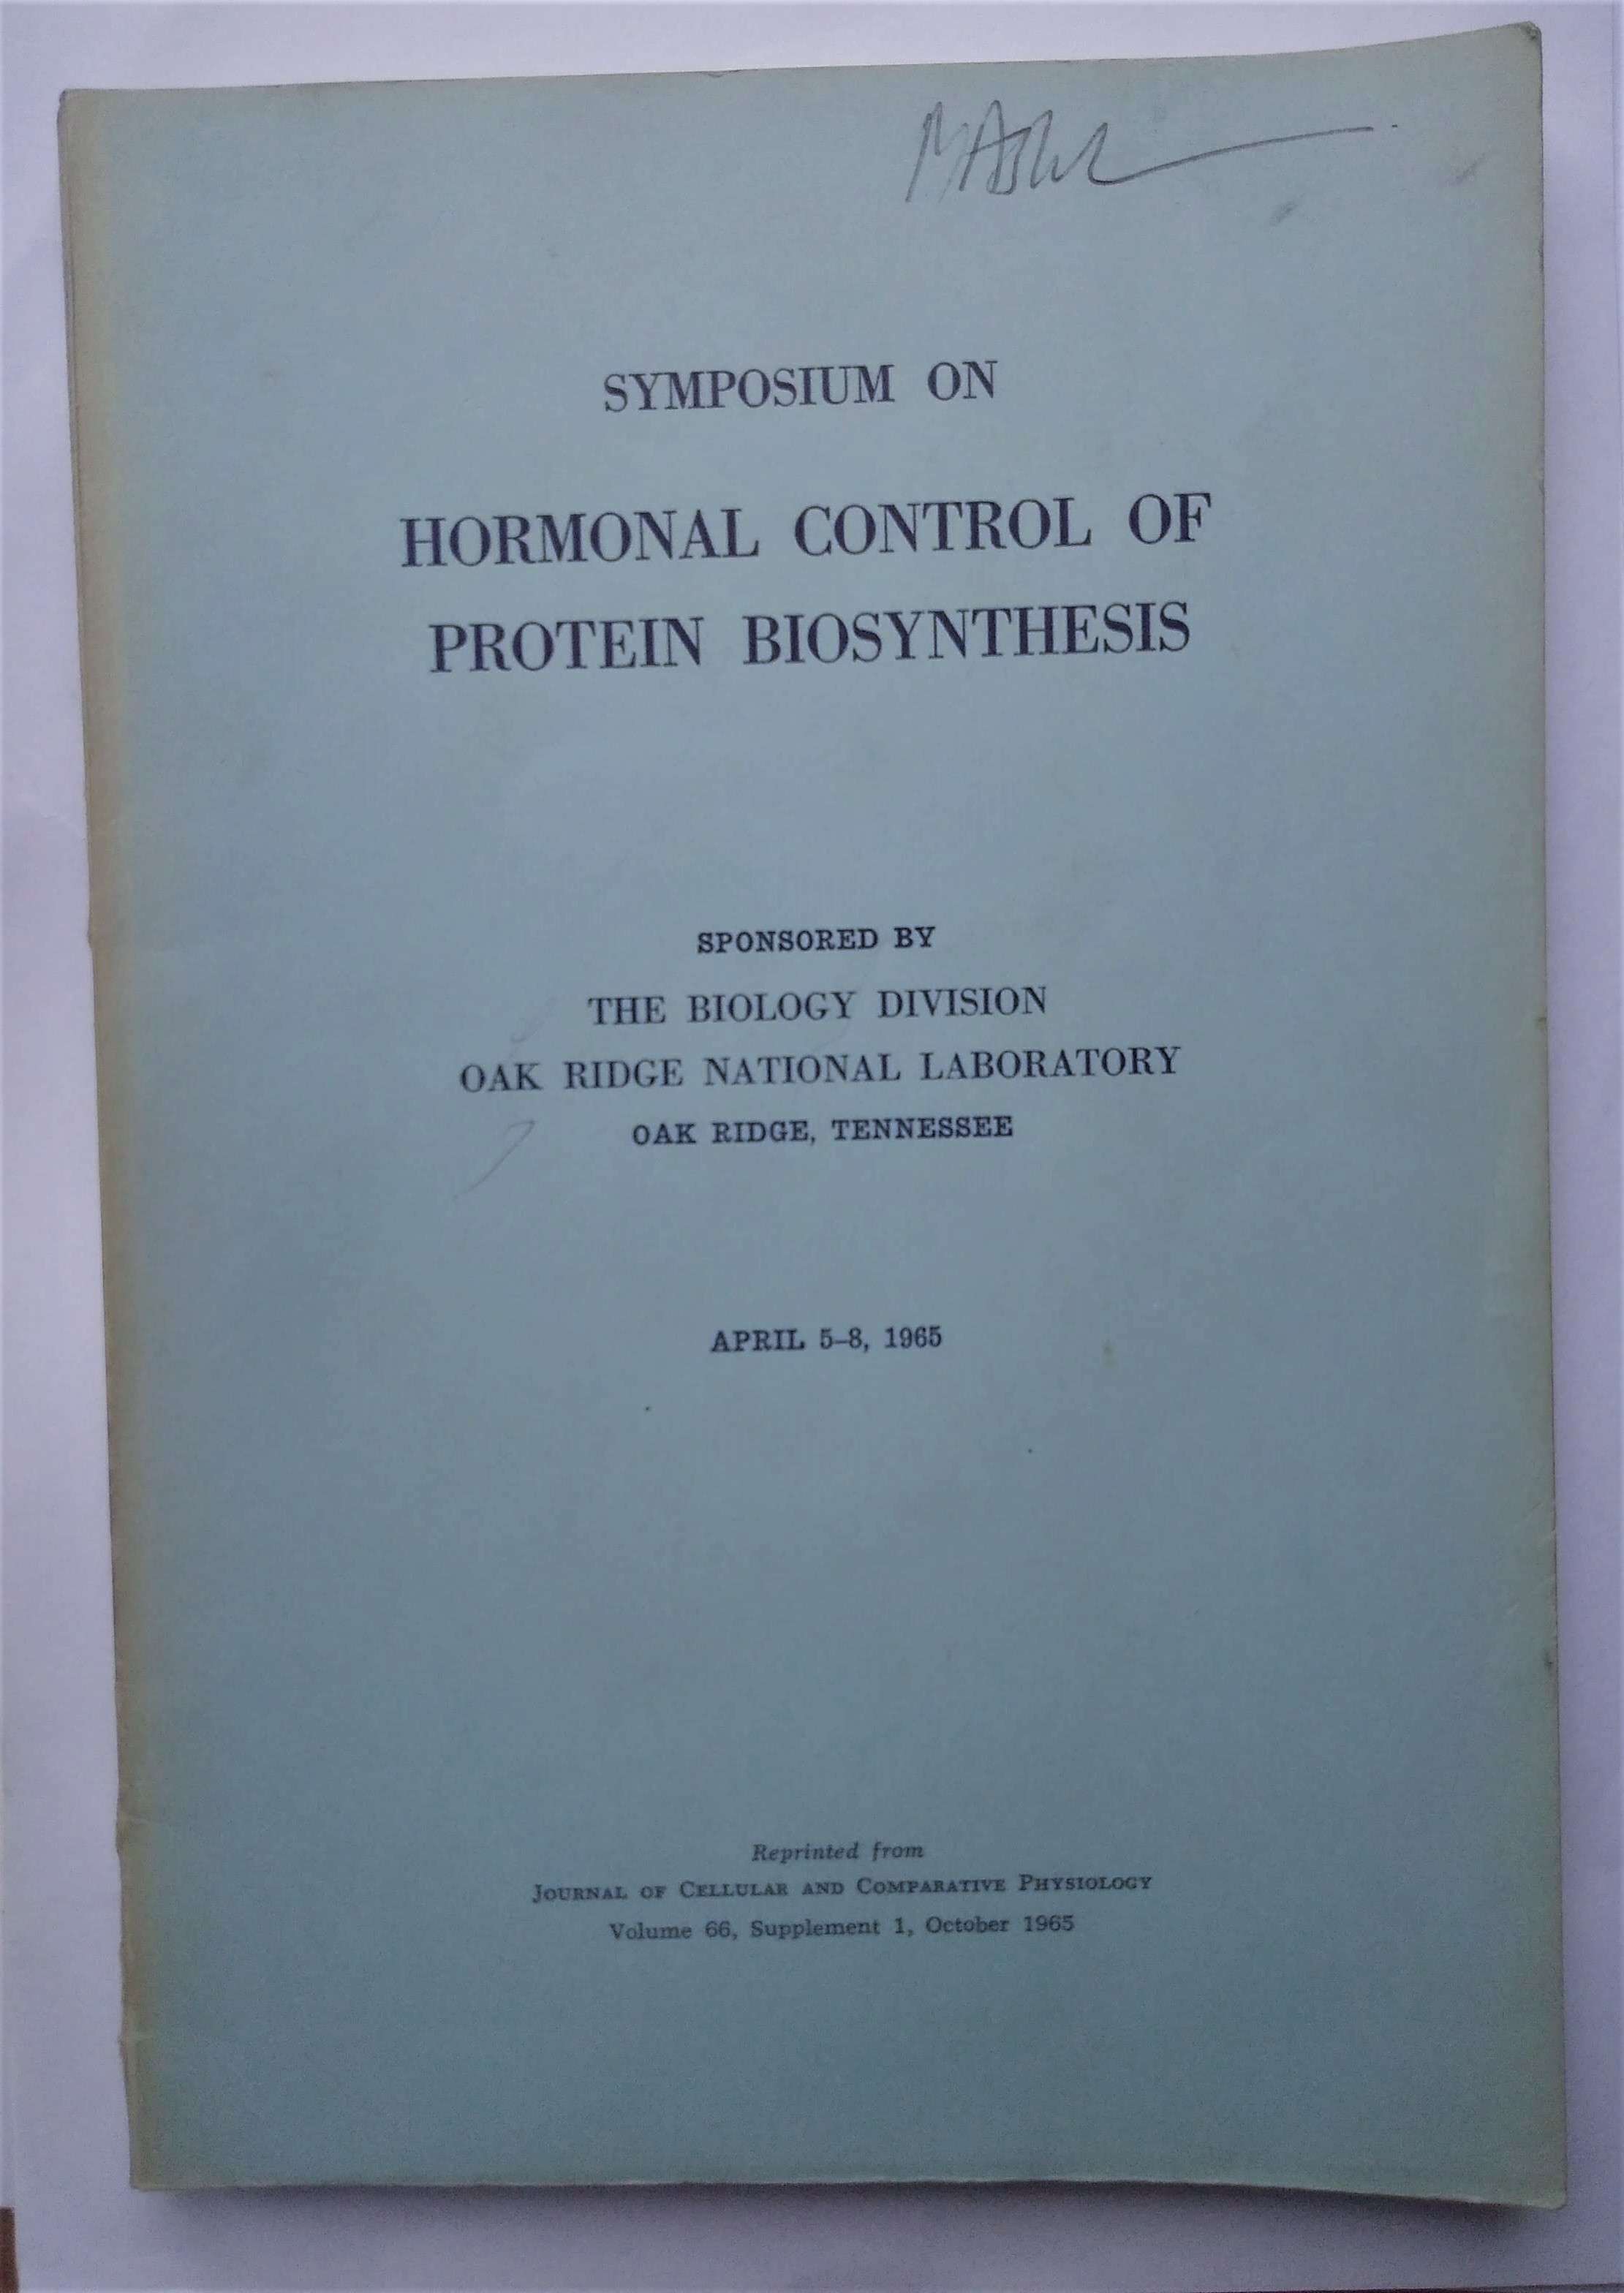 SYMPOSIUM ON
HORMONAL CONTROL OF
PROTEIN BIOSYNTHESIS
SPONSORED BY
THE BIOLOGY DIVISION
OAK RIDGE NATIONAL LABORATORY
OAK RIDGE, TENNESSEE
APRIL 5–8, 1965
Reprinted from
JOURNAL OF CELLULAR AND COMPARATIVE PHYSIOLOGY
Volume 66, Supplement 1, October 1965